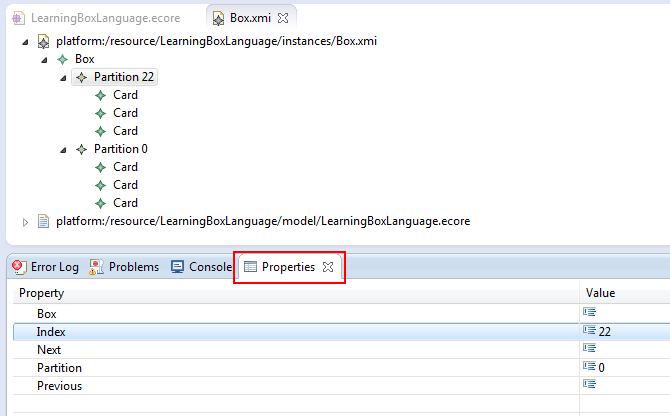 LearningBoxLanguage.ecore Box.xmi
platform:/resource/LearningBoxLanguage/instances/Box.xmi
Box
Partition 22
Card
Card
Card
Partition 0
Card
Card
Card
platform:/resource/LearningBoxLanguage/model/LearningBoxLanguage.ecore
Error Log Problems Console Properties
Property Value
Box
Index 22
Next
Partition 0
Previous